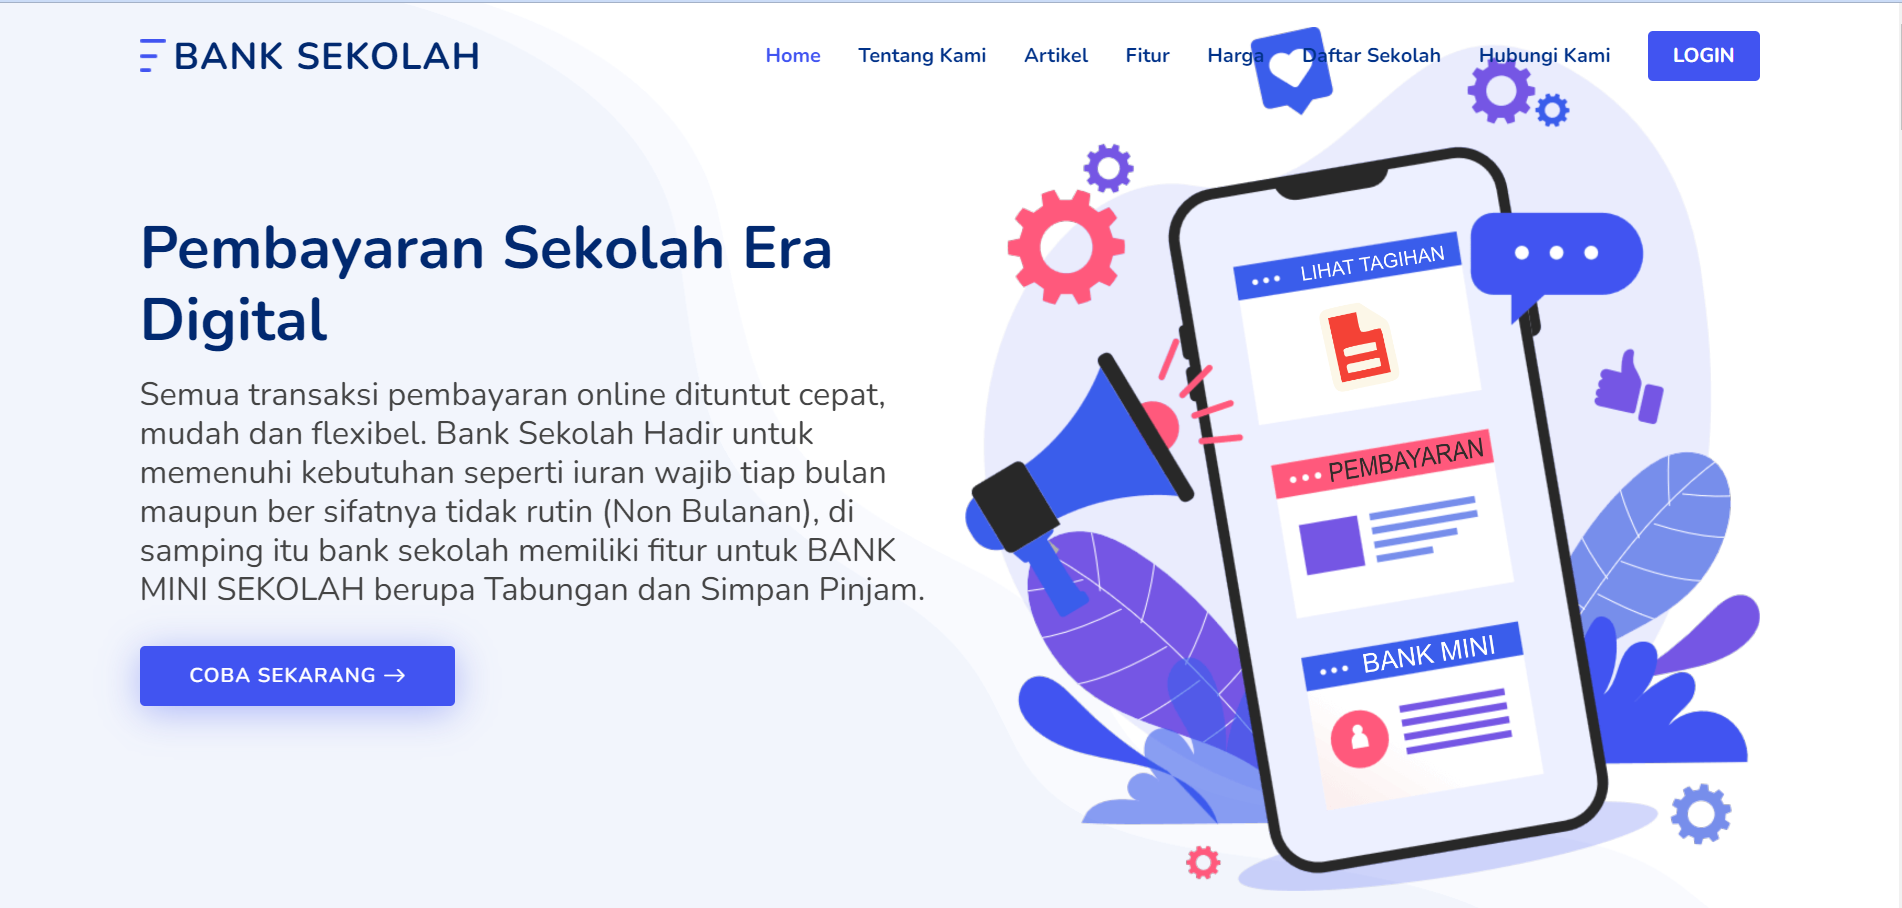 BANK SEKOLAH
Home Tentang Kami Artikel Fitur Harga Daftar Sekolah Hubungi Kami LOGIN
Pembayaran Sekolah Era
Digital
Semua transaksi pembayaran online dituntut cepat,
mudah dan flexibel. Bank Sekolah Hadir untuk
memenuhi kebutuhan seperti iuran wajib tiap bulan
maupun ber sifatnya tidak rutin (Non Bulanan), di
samping itu bank sekolah memiliki fitur untuk BANK
MINI SEKOLAH berupa Tabungan dan Simpan Pinjam.
COBA SEKARANG →
LIHAT TAGIHAN
PEMBAYARAN
BANK MINI